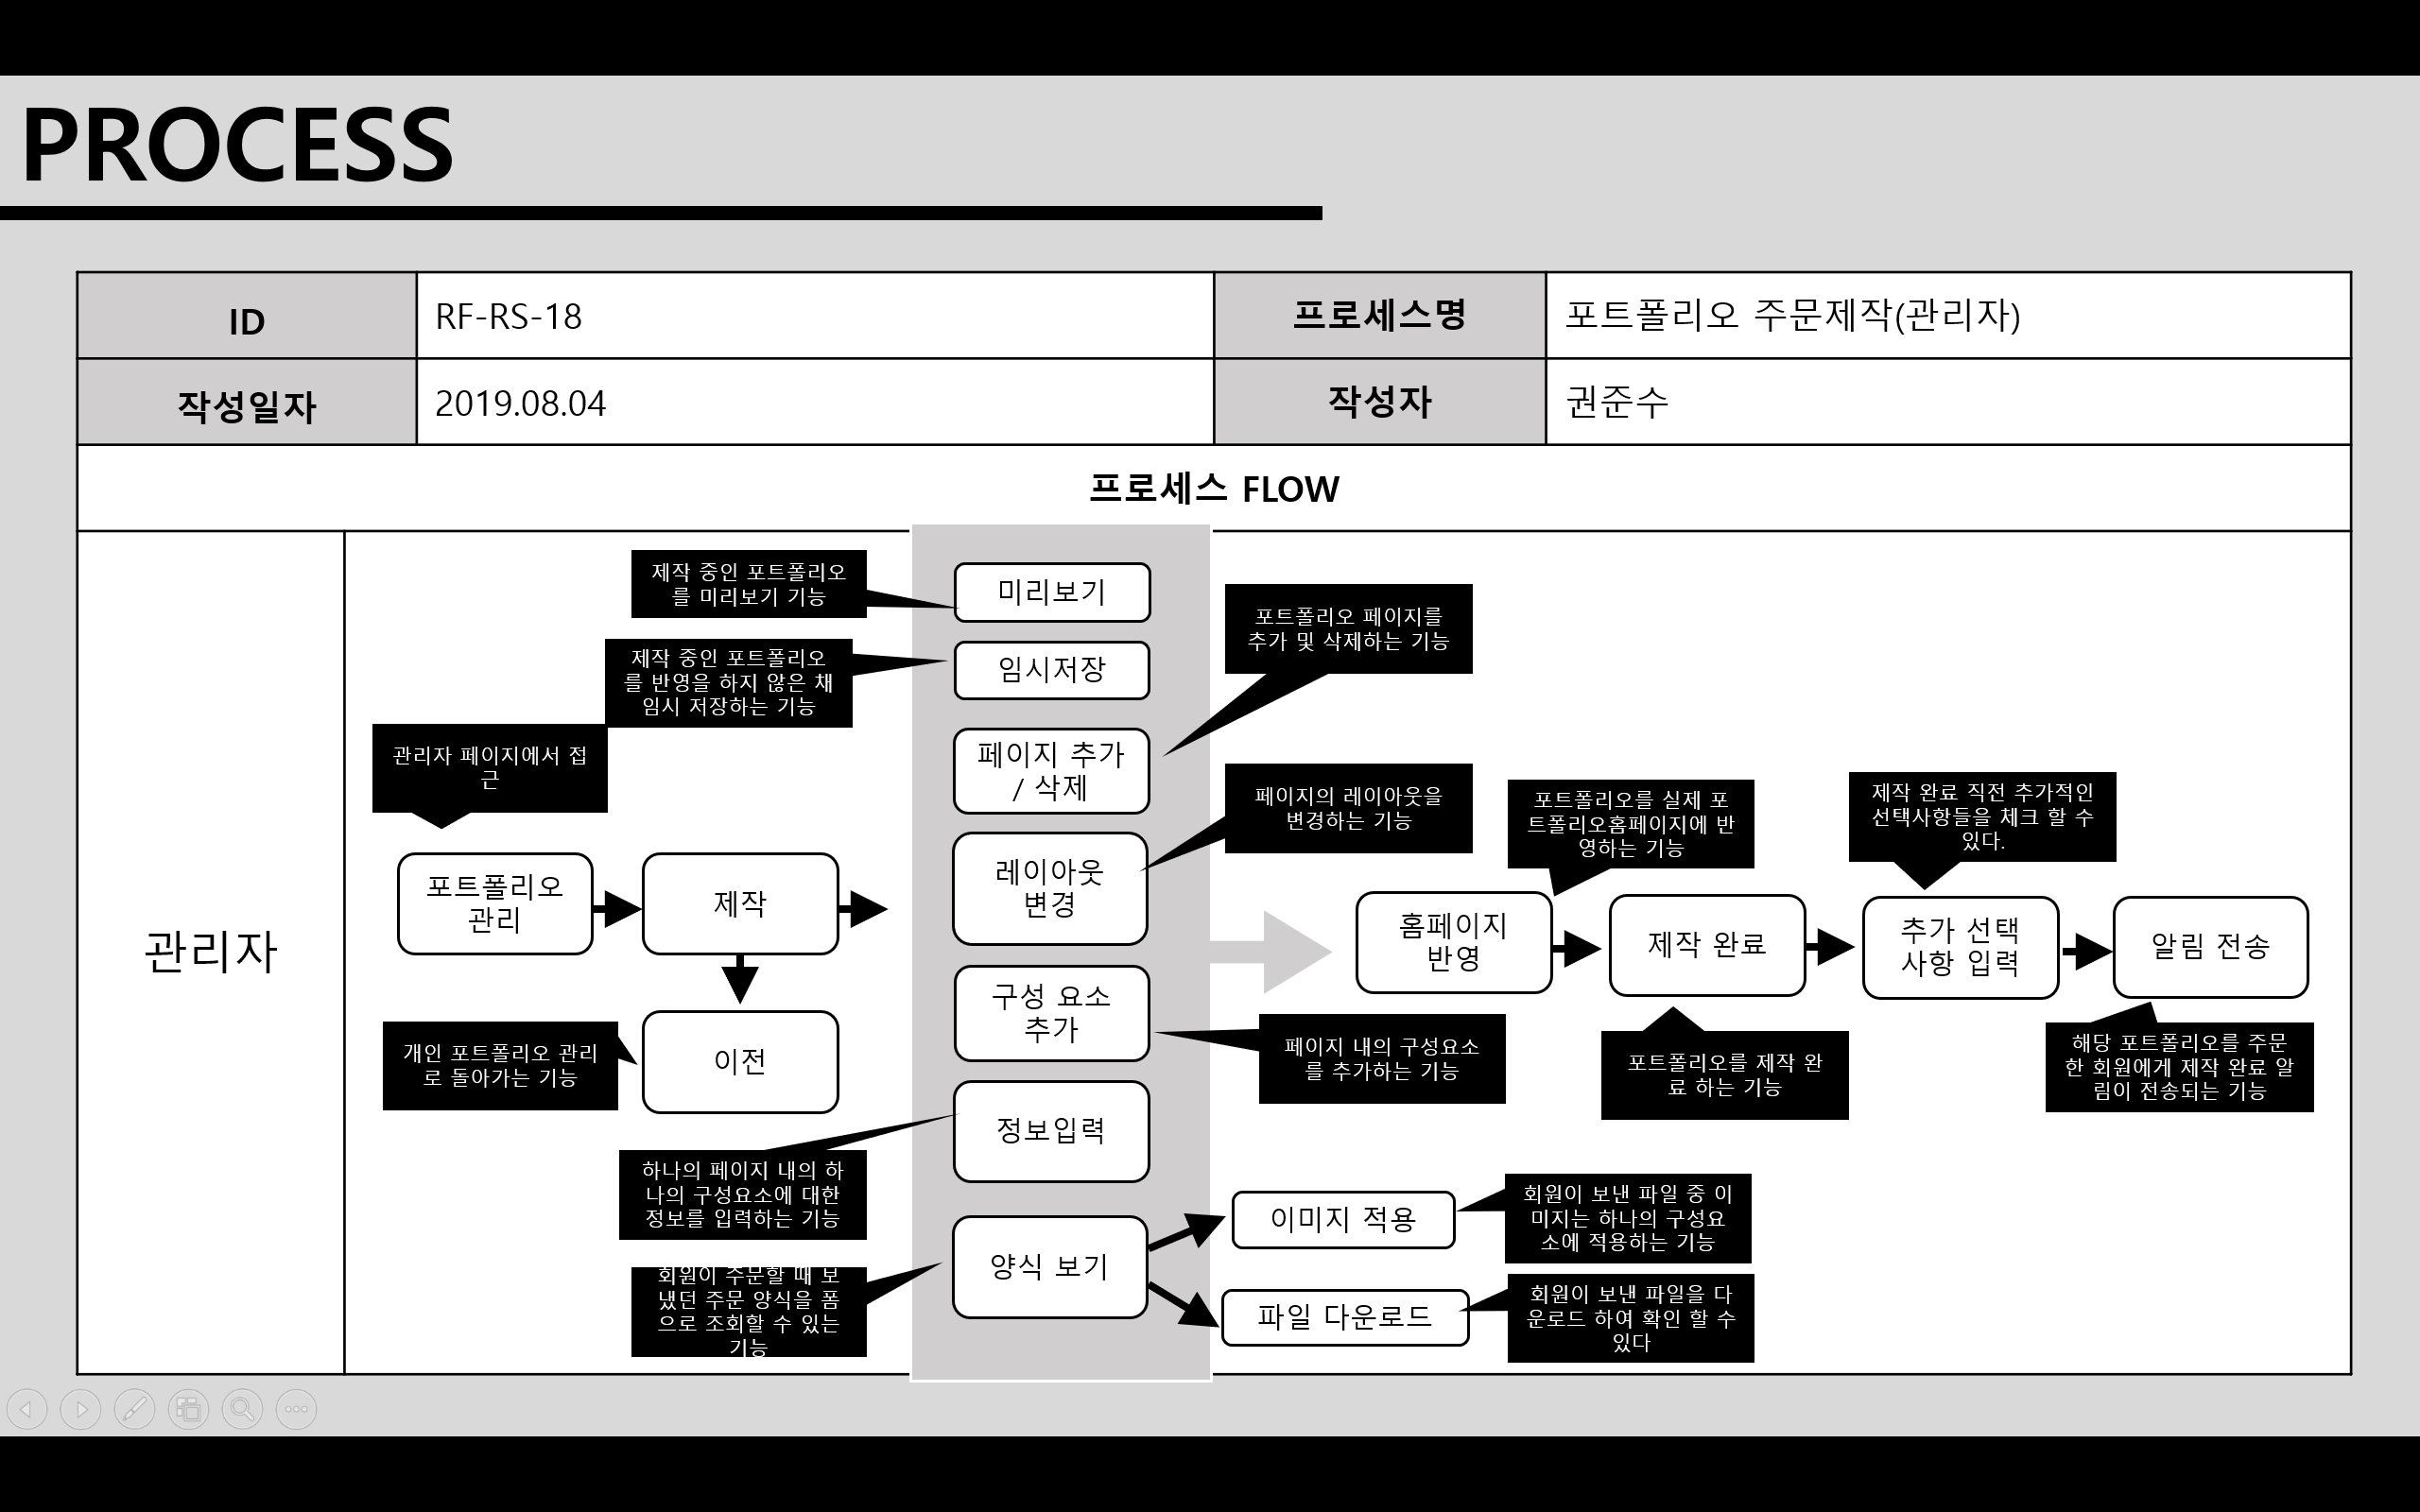 PROCESS
ID
RF-RS-18
프로세스명
포트폴리오 주문제작(관리자)
작성일자
2019.08.04
작성자
권준수
프로세스 FLOW
관리자
관리자 페이지에서 접
근
포트폴리오
관리
제작
이전
개인 포트폴리오 관리
로 돌아가는 기능
제작 중인 포트폴리오
를 미리보기 기능
미리보기
제작 중인 포트폴리오
를 반영을 하지 않은 채
임시 저장하는 기능
임시저장
포트폴리오 페이지를
추가 및 삭제하는 기능
페이지 추가
/ 삭제
페이지의 레이아웃을
변경하는 기능
레이아웃
변경
구성 요소
추가
페이지 내의 구성요소
를 추가하는 기능
정보입력
하나의 페이지 내의 하
나의 구성요소에 대한
정보를 입력하는 기능
양식 보기
회원이 주문할 때 보
냈던 주문 양식을 폼
으로 조회할 수 있는
기능
이미지 적용
회원이 보낸 파일 중 이
미지는 하나의 구성요
소에 적용하는 기능
파일 다운로드
회원이 보낸 파일을 다
운로드 하여 확인 할 수
있다
포트폴리오를 실제 포
트폴리오홈페이지에 반
영하는 기능
홈페이지
반영
제작 완료
포트폴리오를 제작 완
료 하는 기능
제작 완료 직전 추가적인
선택사항들을 체크 할 수
있다.
추가 선택
사항 입력
알림 전송
해당 포트폴리오를 주문
한 회원에게 제작 완료 알
림이 전송되는 기능